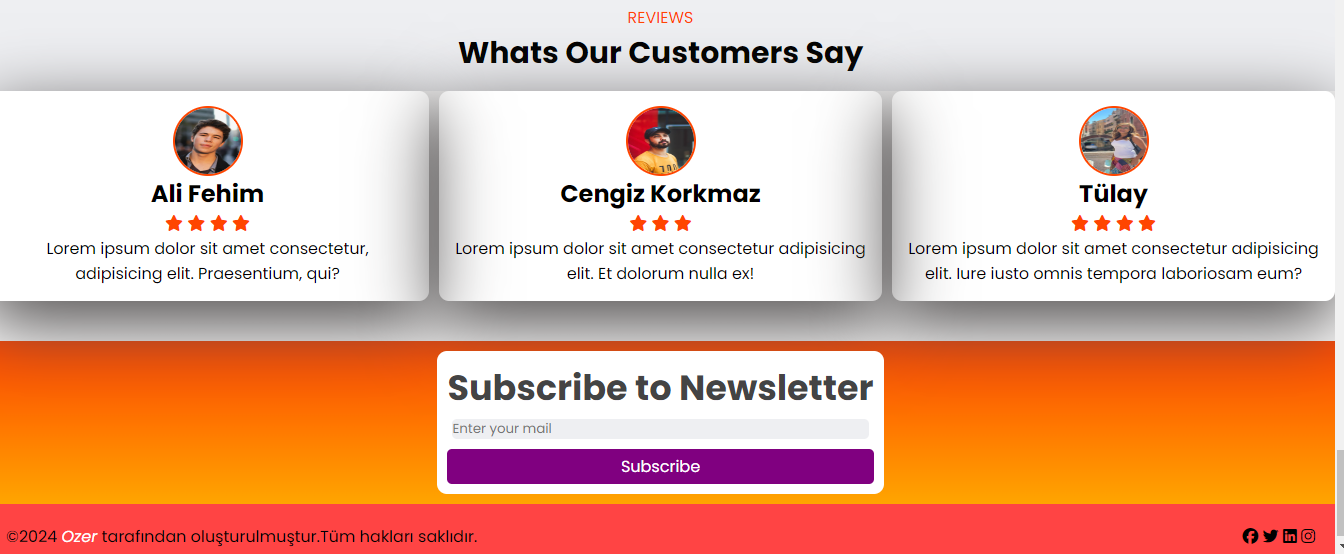 REVIEWS
Whats Our Customers Say
Ali Fehim
Lorem ipsum dolor sit amet consectetur,
adipisicing elit. Praesentium, qui?
Cengiz Korkmaz
Lorem ipsum dolor sit amet consectetur adipisicing
elit. Et dolorum nulla ex!
Tülay
Lorem ipsum dolor sit amet consectetur adipisicing
elit. Iure iusto omnis tempora laboriosam eum?
Subscribe to Newsletter
Enter your mail
Subscribe
©2024 Ozer tarafından oluşturulmuştur.Tüm hakları saklıdır.